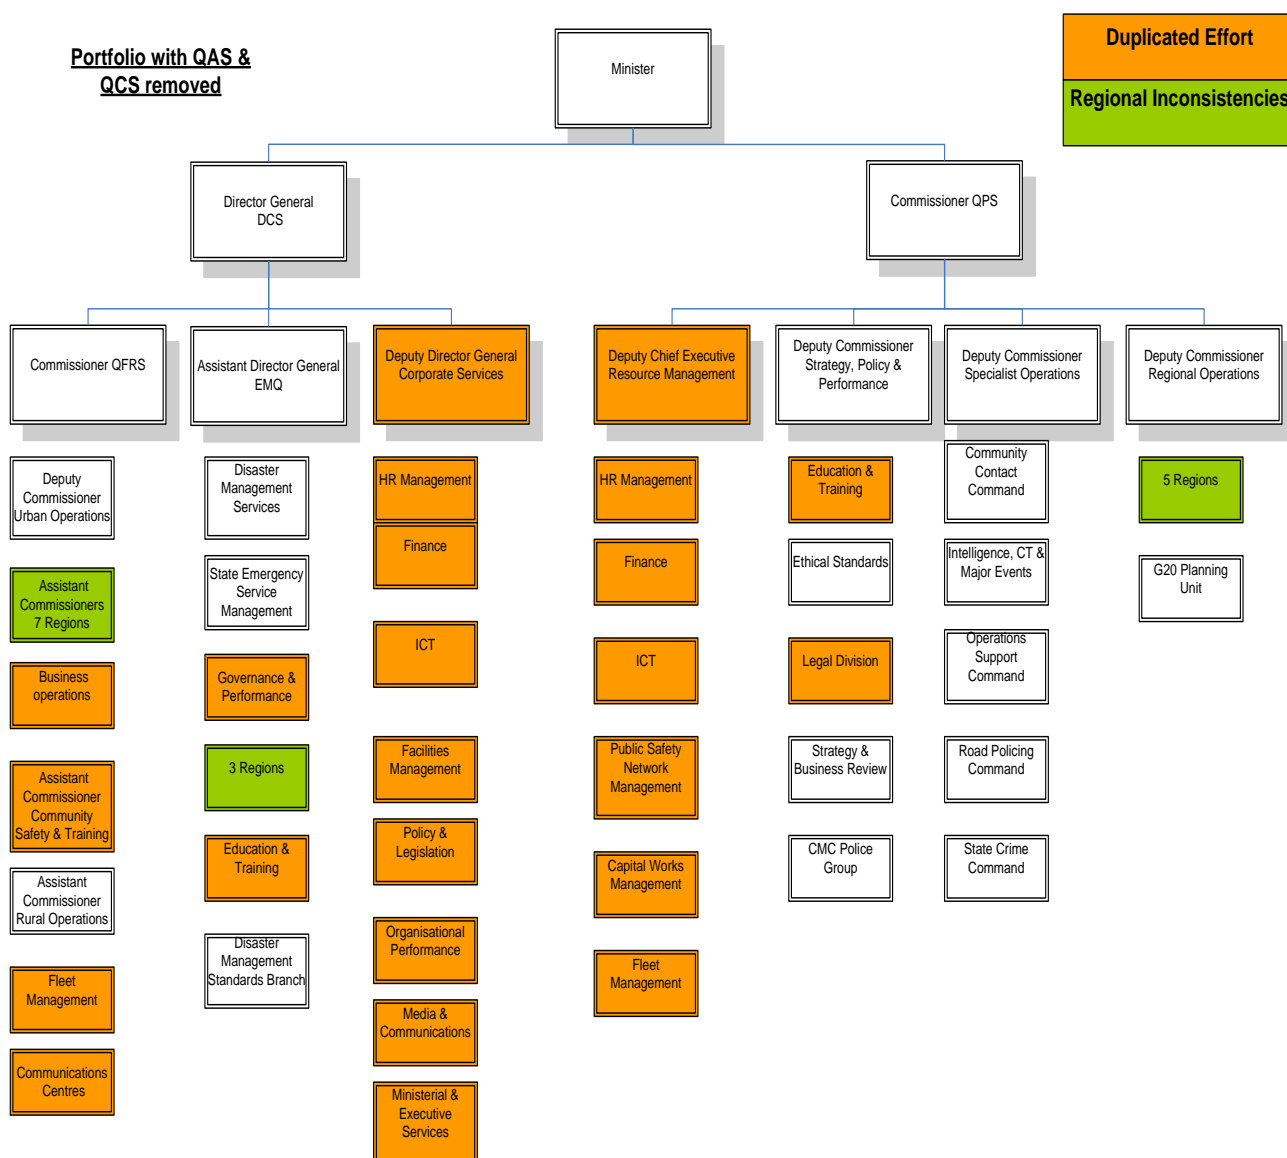 Portfolio with QAS &
QCS removed
Minister
Duplicated Effort
Regional Inconsistencies
Director General
DCS
Commissioner QPS
Commissioner QFRS
Assistant Director General
EMQ
Deputy Director General
Corporate Services
Deputy Chief Executive
Resource Management
Deputy Commissioner
Strategy, Policy &
Performance
Deputy Commissioner
Specialist Operations
Deputy Commissioner
Regional Operations
Deputy
Commissioner
Urban Operations
Assistant
Commissioners
7 Regions
Business
operations
Assistant
Commissioner
Community
Safety & Training
Assistant
Commissioner
Rural Operations
Fleet
Management
Communications
Centres
Disaster
Management
Services
State Emergency
Service
Management
Governance &
Performance
3 Regions
Education &
Training
Disaster
Management
Standards Branch
HR Management
Finance
ICT
Facilities
Management
Policy &
Legislation
Organisational
Performance
Media &
Communications
Ministerial &
Executive
Services
HR Management
Finance
ICT
Public Safety
Network
Management
Capital Works
Management
Fleet
Management
Education &
Training
Ethical Standards
Legal Division
Strategy &
Business Review
CMC Police
Group
Community
Contact
Command
Intelligence, CT &
Major Events
Operations
Support
Command
Road Policing
Command
State Crime
Command
5 Regions
G20 Planning
Unit